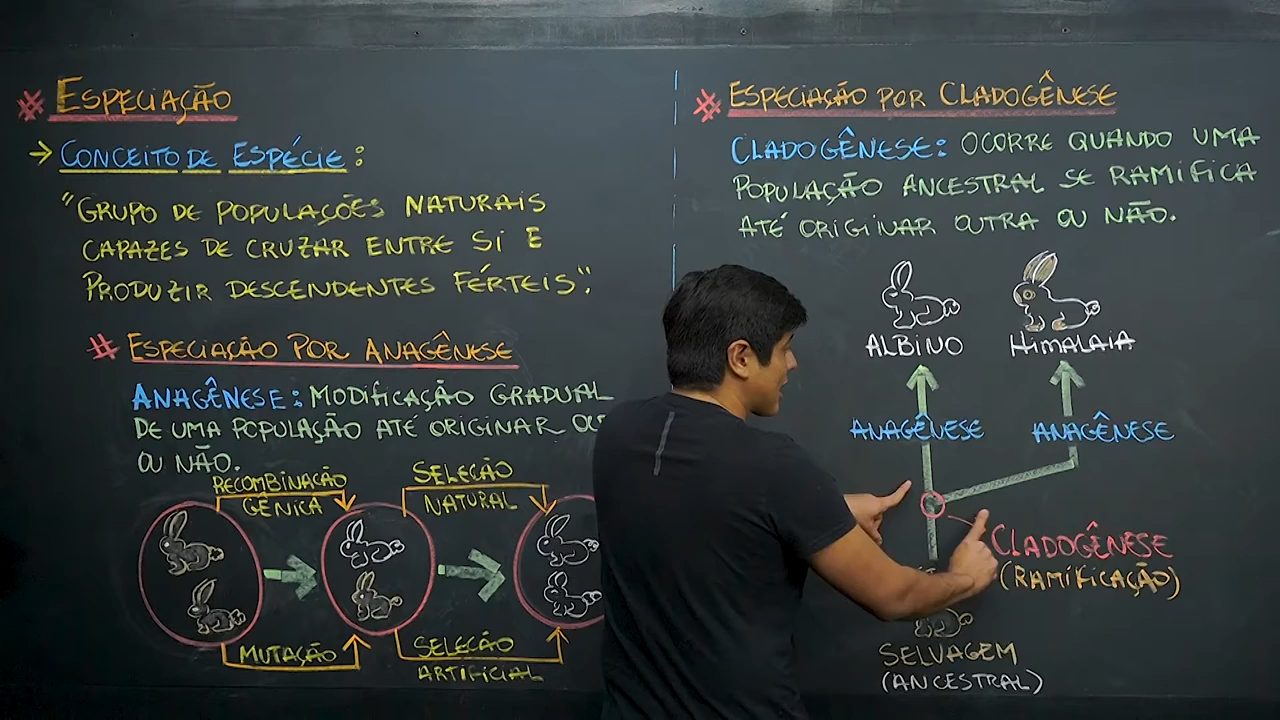 # ESPECIAÇÃO
→ CONCEITO DE ESPÉCIE:
"GRUPO DE POPULAÇÕES NATURAIS
CAPAZES DE CRUZAR ENTRE SI E
PRODUZIR DESCENDENTES FÉRTEIS".
# ESPECIAÇÃO POR ANAGÊNESE
ANAGÊNESE: MODIFICAÇÃO GRADUAL
DE UMA POPULAÇÃO ATÉ ORIGINAR
OU NÃO.
RECOMBINAÇÃO
GÊNICA
SELEÇÃO
NATURAL
MUTAÇÃO
SELEÇÃO
ARTIFICIAL
# ESPECIAÇÃO POR CLADOGÊNESE
CLADOGÊNESE: OCORRE QUANDO UMA
POPULAÇÃO ANCESTRAL SE RAMIFICA
ATÉ ORIGINAR OUTRA OU NÃO.
ALBINO
HIMALAIA
ANAGÊNESE
ANAGÊNESE
CLADOGÊNESE
(RAMIFICAÇÃO)
SELVAGEM
(ANCESTRAL)